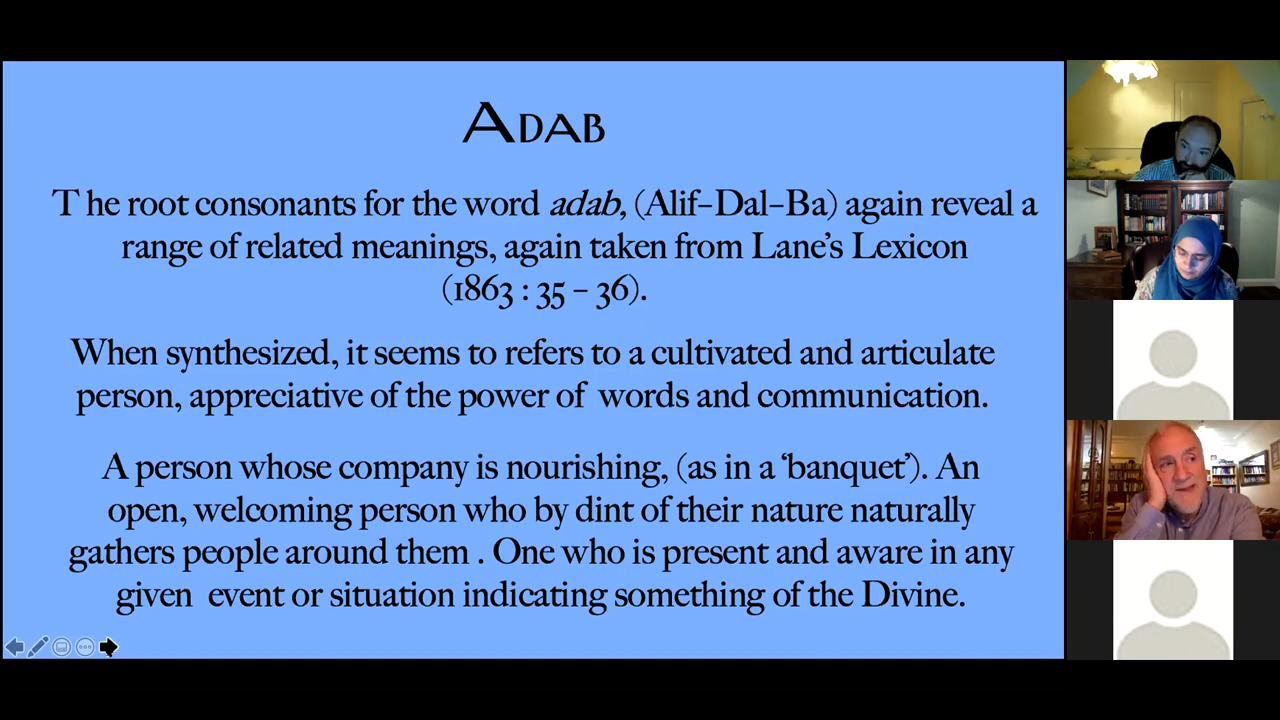 ADAB
T he root consonants for the word adab, (Alif–Dal–Ba) again reveal a
range of related meanings, again taken from Lane’s Lexicon
(1863 : 35 – 36).
When synthesized, it seems to refers to a cultivated and articulate
person, appreciative of the power of  words and communication.
A person whose company is nourishing, (as in a ‘banquet’). An
open, welcoming person who by dint of their nature naturally
gathers people around them . One who is present and aware in any
given  event or situation indicating something of the Divine.